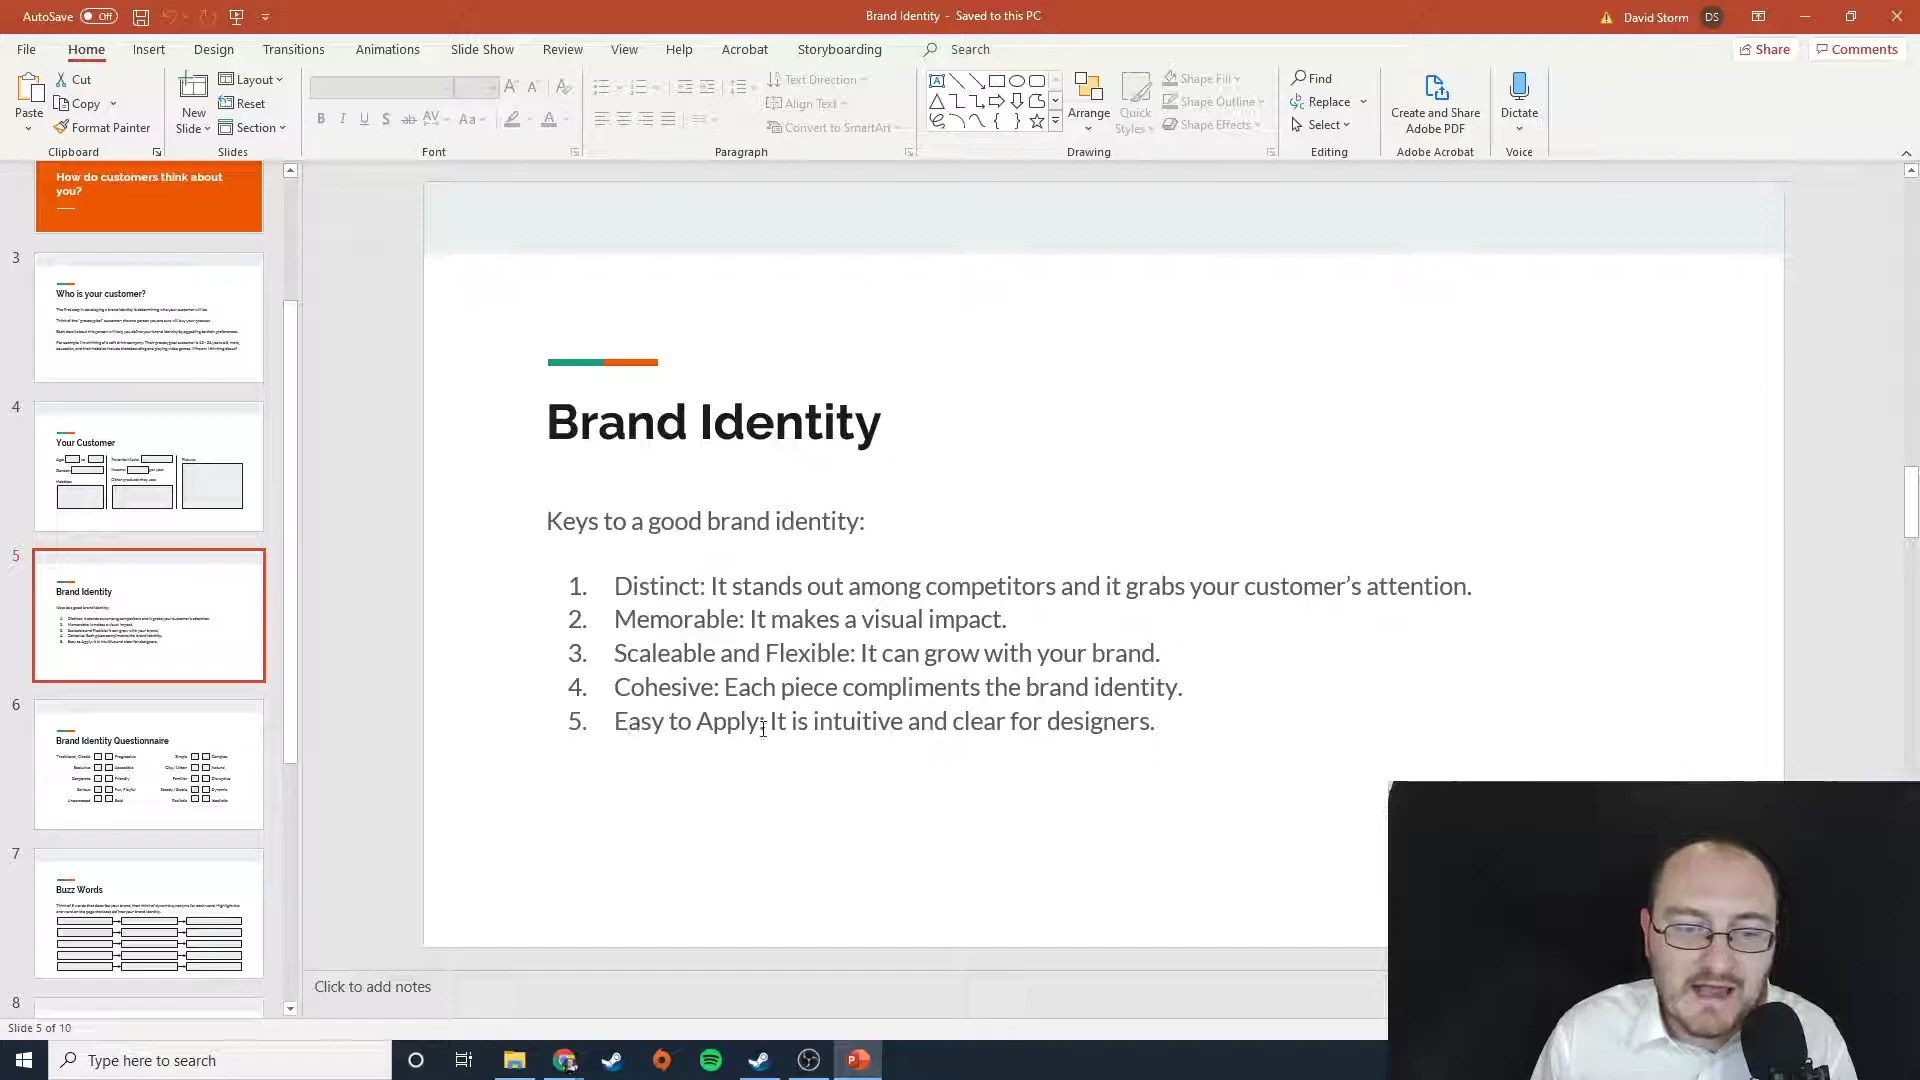 AutoSave Off
Brand Identity - Saved to this PC
David Storm DS
File Home Insert Design Transitions Animations Slide Show Review View Help Acrobat Storyboarding Search
Share Comments
Paste
Cut
Copy
Format Painter
Clipboard
New Slide
Layout
Reset
Section
Slides
Font
Text Direction
Align Text
Convert to SmartArt
Paragraph
Arrange
Quick Styles
Shape Fill
Shape Outline
Shape Effects
Drawing
Find
Replace
Select
Editing
Create and Share
Adobe PDF
Adobe Acrobat
Dictate
Voice
How do customers think about
you?
3
Who is your customer?
4
Your Customer
5
Brand Identity
6
Brand Identity Questionnaire
7
Buzz Words
8
Brand Identity
Keys to a good brand identity:
1. Distinct: It stands out among competitors and it grabs your customer’s attention.
2. Memorable: It makes a visual impact.
3. Scaleable and Flexible: It can grow with your brand.
4. Cohesive: Each piece compliments the brand identity.
5. Easy to Apply: It is intuitive and clear for designers.
Click to add notes
Slide 5 of 10
Type here to search